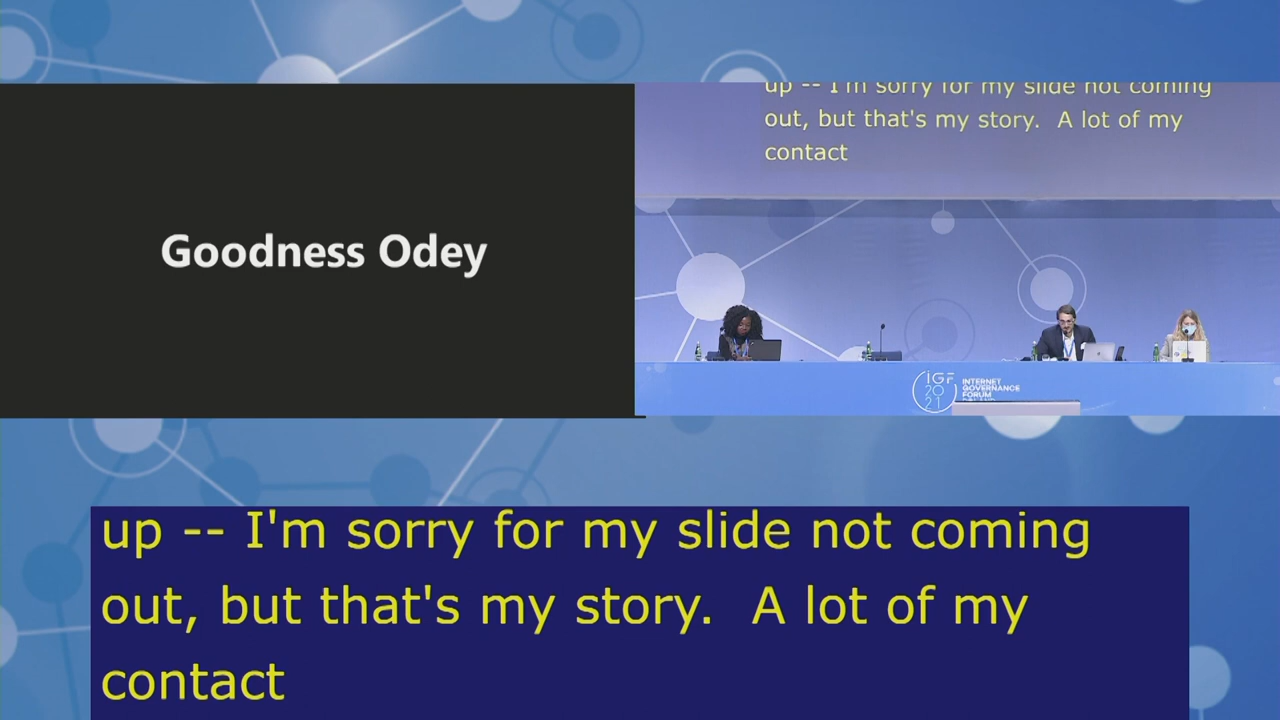 Goodness Odey
up -- I'm sorry for my slide not coming
out, but that's my story.  A lot of my
contact
IGF
20
21
INTERNET
GOVERNANCE
FORUM
up -- I'm sorry for my slide not coming
out, but that's my story.  A lot of my
contact